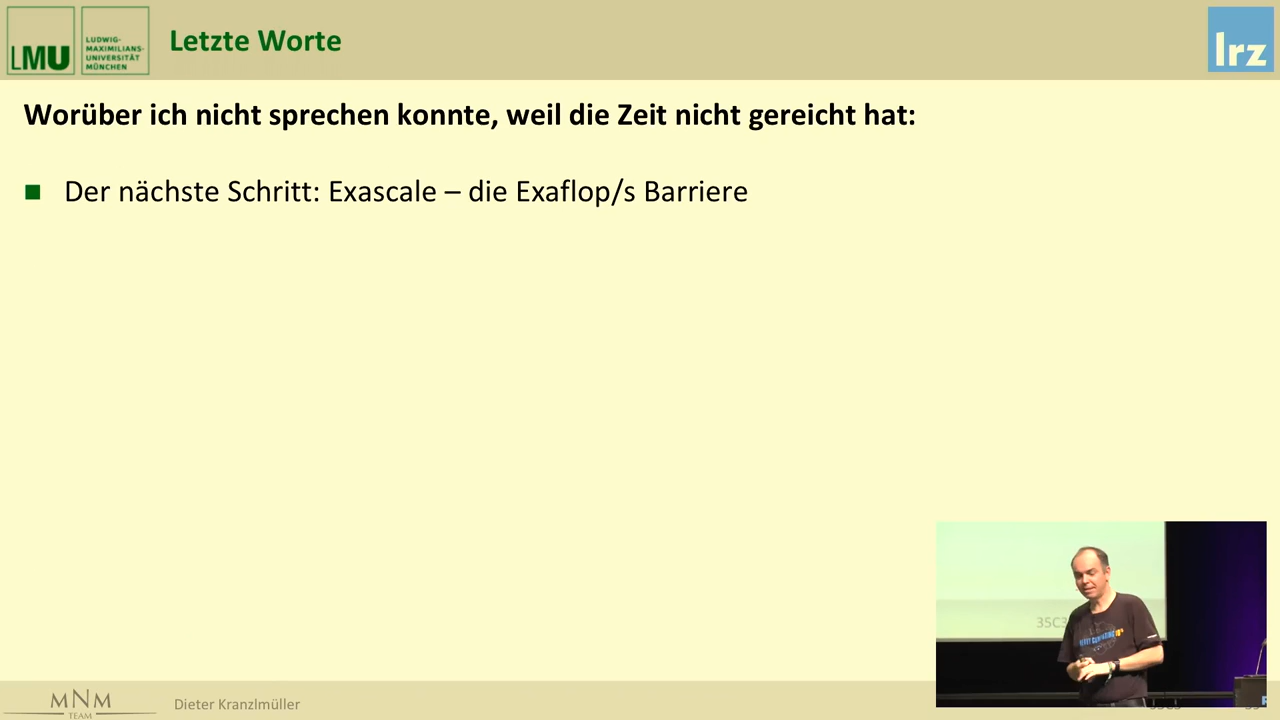 LMU
LUDWIG-
MAXIMILIANS-
UNIVERSITÄT
MÜNCHEN
Letzte Worte
lrz
Worüber ich nicht sprechen konnte, weil die Zeit nicht gereicht hat:
Der nächste Schritt: Exascale – die Exaflop/s Barriere
MNM
TEAM
Dieter Kranzlmüller